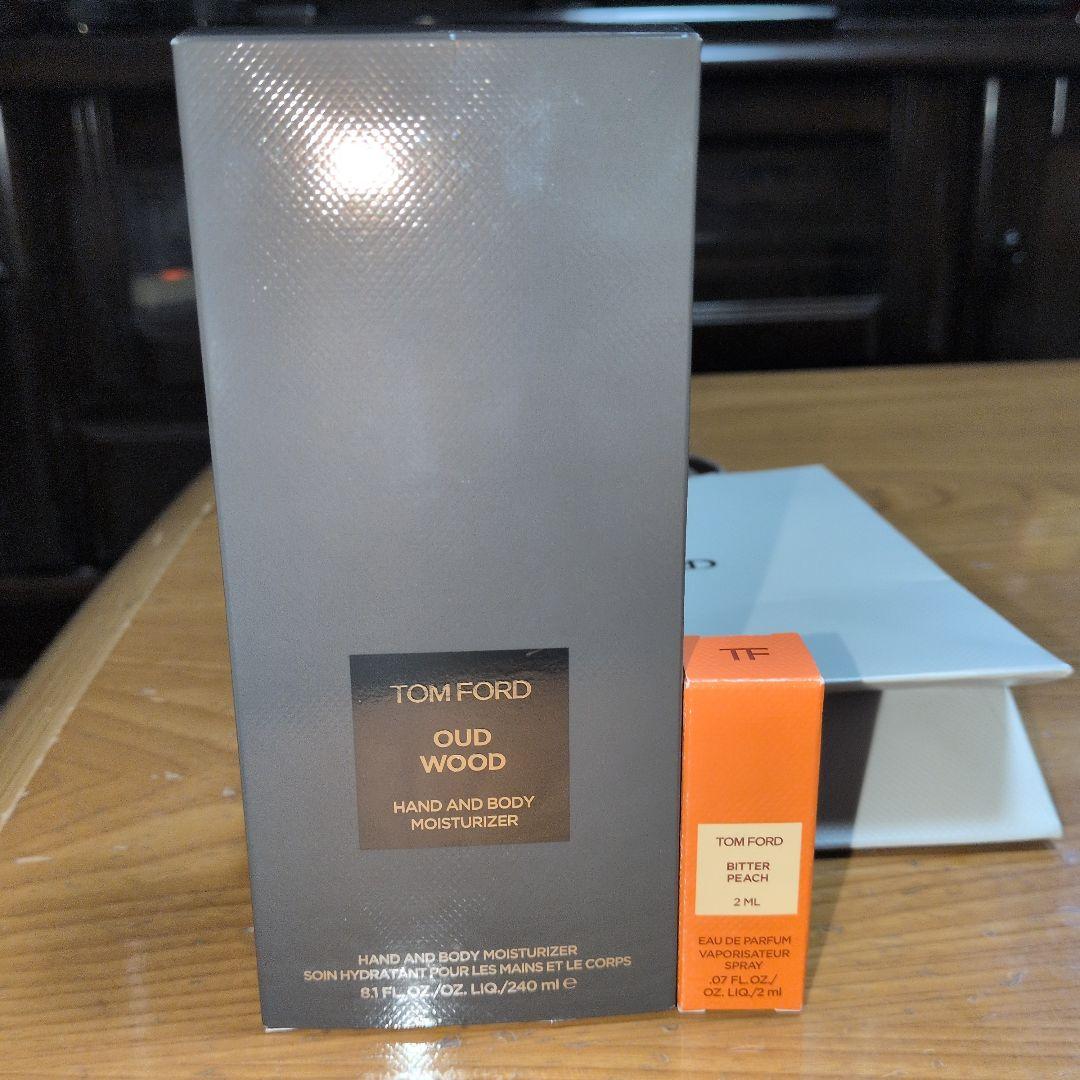 TOM FORD
OUD
WOOD
HAND AND BODY
MOISTURIZER
HAND AND BODY MOISTURIZER
SOIN HYDRATANT POUR LES MAINS ET LE CORPS
8.1 FL.OZ./OZ. LIQ./240 ml ℮
TF
TOM FORD
BITTER
PEACH
2 ML
EAU DE PARFUM
VAPORISATEUR
SPRAY
.07 FL.OZ./
OZ. LIQ./2 ml